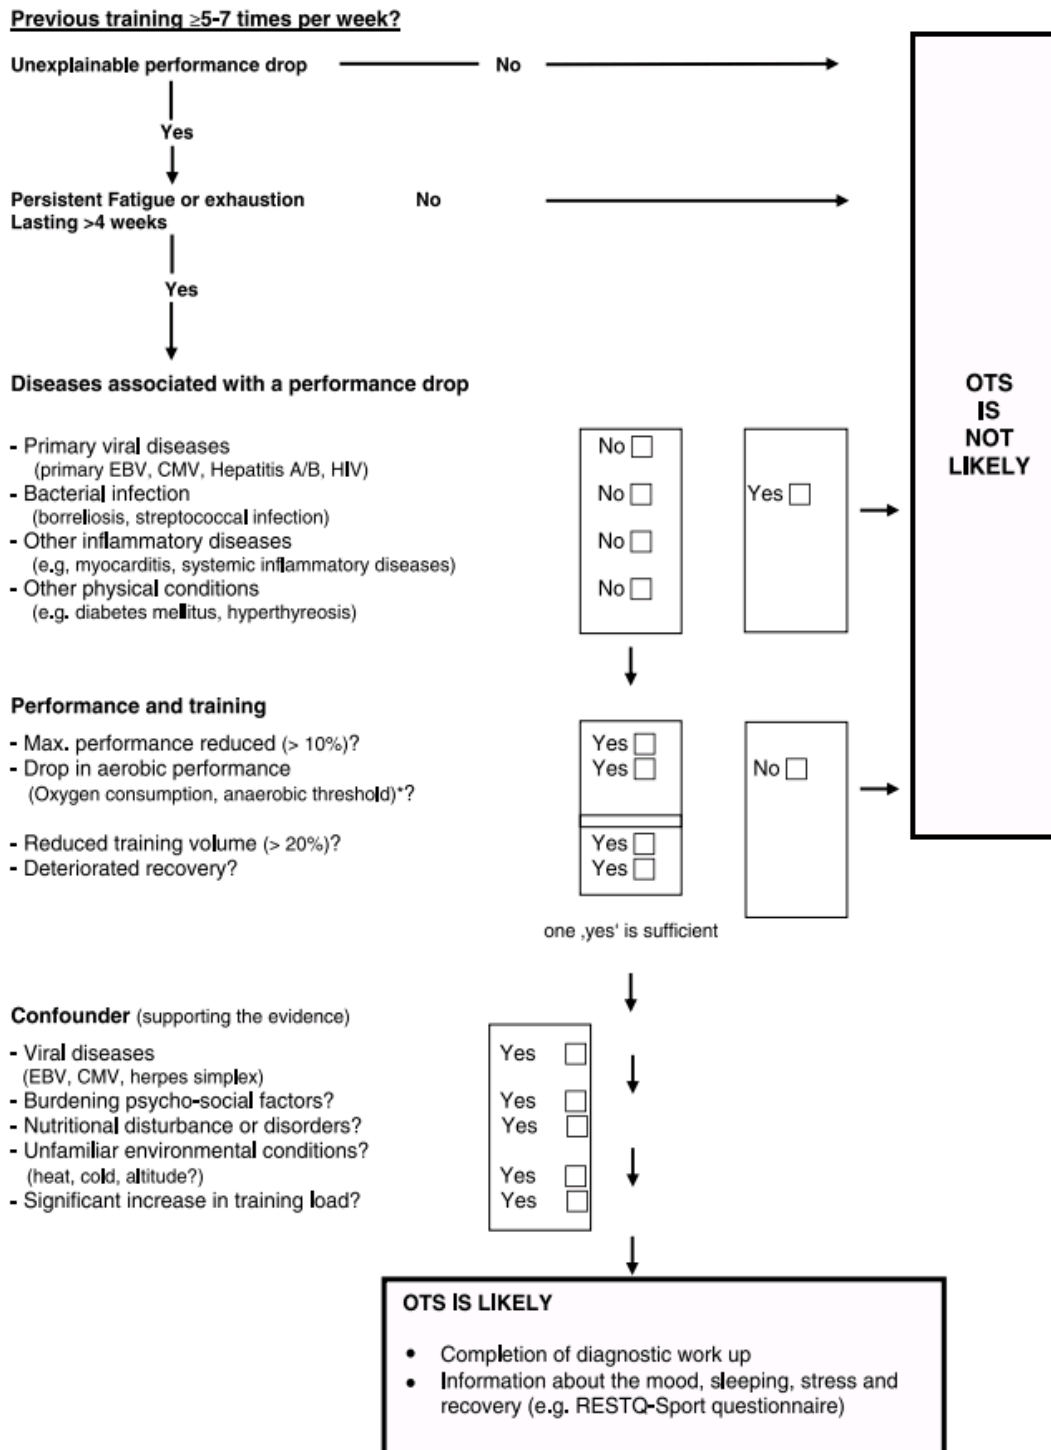 Previous training ≥5-7 times per week?
Unexplainable performance drop No
Yes
Persistent Fatigue or exhaustion No
Lasting >4 weeks
Yes
Diseases associated with a performance drop
- Primary viral diseases No
(primary EBV, CMV, Hepatitis A/B, HIV)
- Bacterial infection No Yes
(borreliosis, streptococcal infection)
- Other inflammatory diseases No
(e.g, myocarditis, systemic inflammatory diseases)
- Other physical conditions No
(e.g. diabetes mellitus, hyperthyreosis)
OTS
IS
NOT
LIKELY
Performance and training
- Max. performance reduced (> 10%)? Yes
- Drop in aerobic performance Yes No
(Oxygen consumption, anaerobic threshold)*?
- Reduced training volume (> 20%)? Yes
- Deteriorated recovery? Yes
one ‚yes' is sufficient
Confounder (supporting the evidence)
- Viral diseases Yes
(EBV, CMV, herpes simplex)
- Burdening psycho-social factors? Yes
- Nutritional disturbance or disorders? Yes
- Unfamiliar environmental conditions?
(heat, cold, altitude?) Yes
- Significant increase in training load? Yes
OTS IS LIKELY
• Completion of diagnostic work up
• Information about the mood, sleeping, stress and
recovery (e.g. RESTQ-Sport questionnaire)